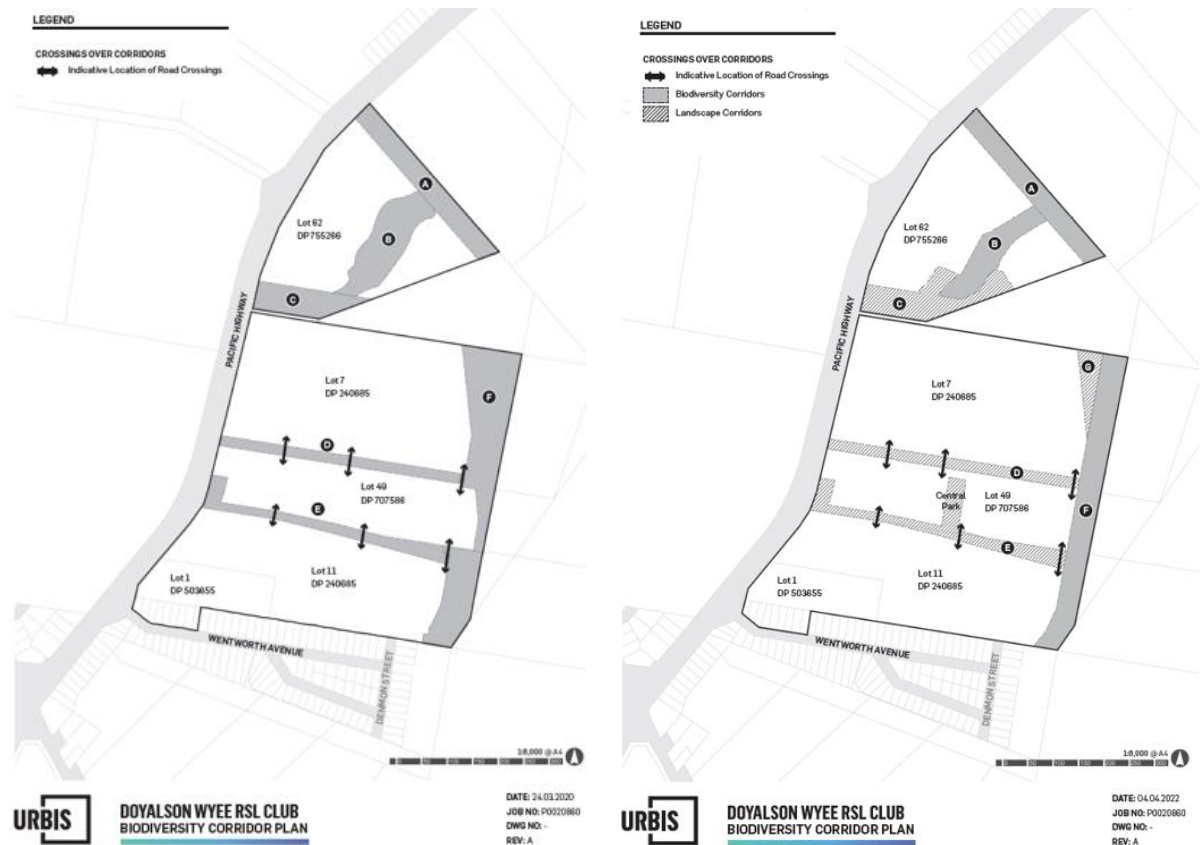 LEGEND
CROSSINGS OVER CORRIDORS
Indicative Location of Road Crossings
A
Lot 62
DP755266
B
C
PACIFIC HIGHWAY
Lot 7
DP 240685
F
D
Lot 49
DP 707586
E
Lot 11
DP 240685
Lot 1
DP 503655
WENTWORTH AVENUE
DENMON STREET
1:8,000 @ A4
URBIS
DOYALSON WYEE RSL CLUB
BIODIVERSITY CORRIDOR PLAN
DATE: 24.03.2020
JOB NO: P0020860
DWG NO: -
REV: A
LEGEND
CROSSINGS OVER CORRIDORS
Indicative Location of Road Crossings
Biodiversity Corridors
Landscape Corridors
A
Lot 62
DP755266
B
C
PACIFIC HIGHWAY
G
Lot 7
DP 240685
D
Central
Park
Lot 49
DP 707586
F
E
Lot 11
DP 240685
Lot 1
DP 503655
WENTWORTH AVENUE
DENMON STREET
1:8,000 @ A4
URBIS
DOYALSON WYEE RSL CLUB
BIODIVERSITY CORRIDOR PLAN
DATE: 04.04.2022
JOB NO: P0020860
DWG NO: -
REV: A